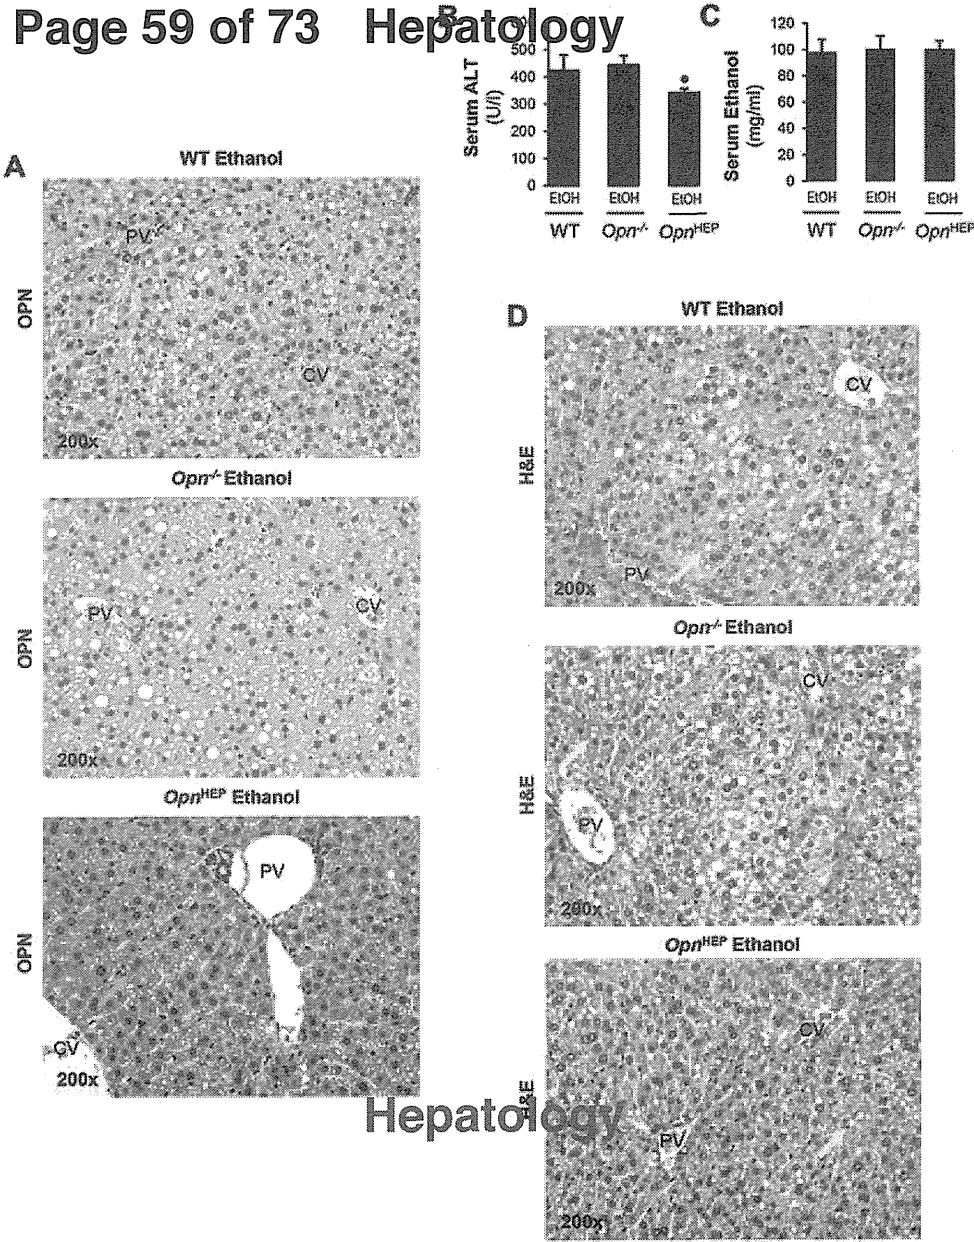 Page 59 of 73 Hepatology
B
500
400
300
200
100
0
Serum ALT
(U/l)
EtOH EtOH EtOH
WT Opn-/- OpnHEP
C
120
100
80
60
40
20
0
Serum Ethanol
(mg/ml)
EtOH EtOH EtOH
WT Opn-/- OpnHEP
A
WT Ethanol
OPN
PV
CV
200x
Opn-/- Ethanol
OPN
PV
CV
200x
OpnHEP Ethanol
OPN
PV
CV
200x
D
WT Ethanol
H&E
CV
PV
200x
Opn-/- Ethanol
H&E
CV
PV
200x
OpnHEP Ethanol
H&E
CV
PV
200x
Hepatology